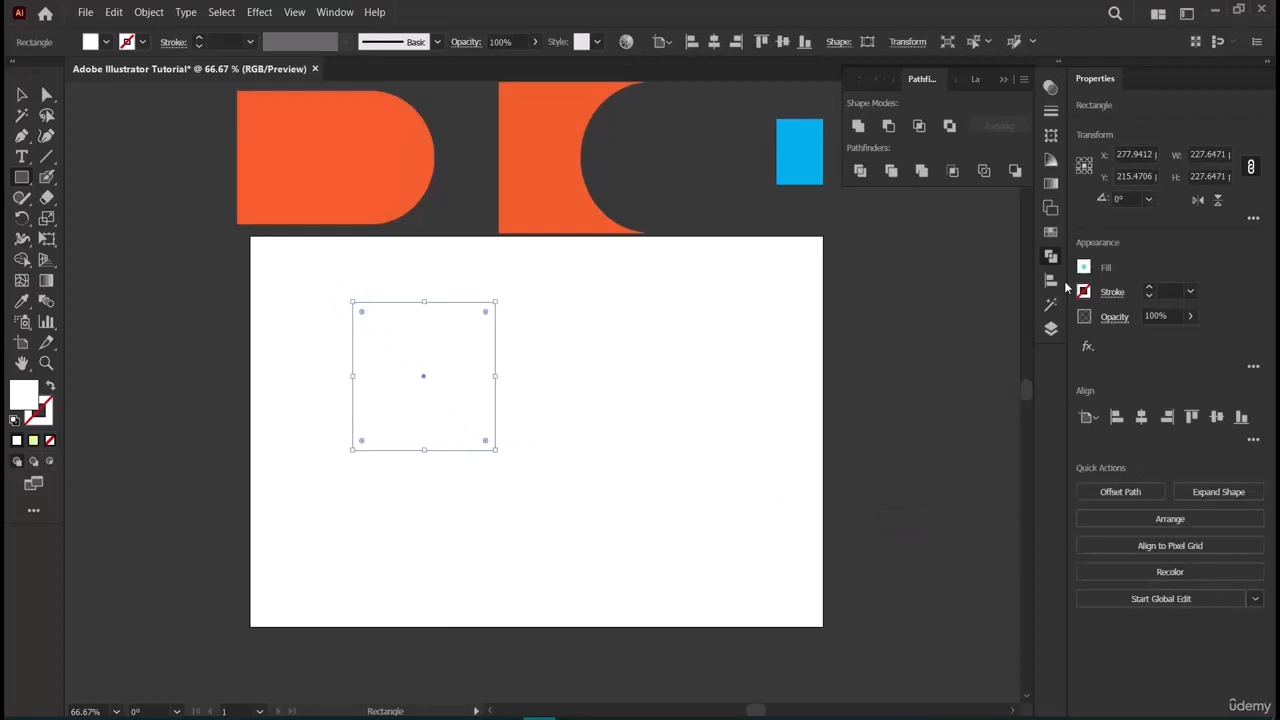 Ai File Edit Object Type Select Effect View Window Help
Rectangle Stroke: Basic Opacity: 100% Style: Shape: Transform
Adobe Illustrator Tutorial* @ 66.67 % (RGB/Preview) ×
Pathfi... La
Shape Modes:
Expand
Pathfinders:
Properties
Rectangle
Transform
X: 277.9412 W: 227.6471
Y: 215.4706 H: 227.6471
0°
Appearance
Fill
Stroke
Opacity 100%
fx.
Align
Quick Actions
Offset Path Expand Shape
Arrange
Align to Pixel Grid
Recolor
Start Global Edit
66.67% 0° 1 Rectangle
ûdemy